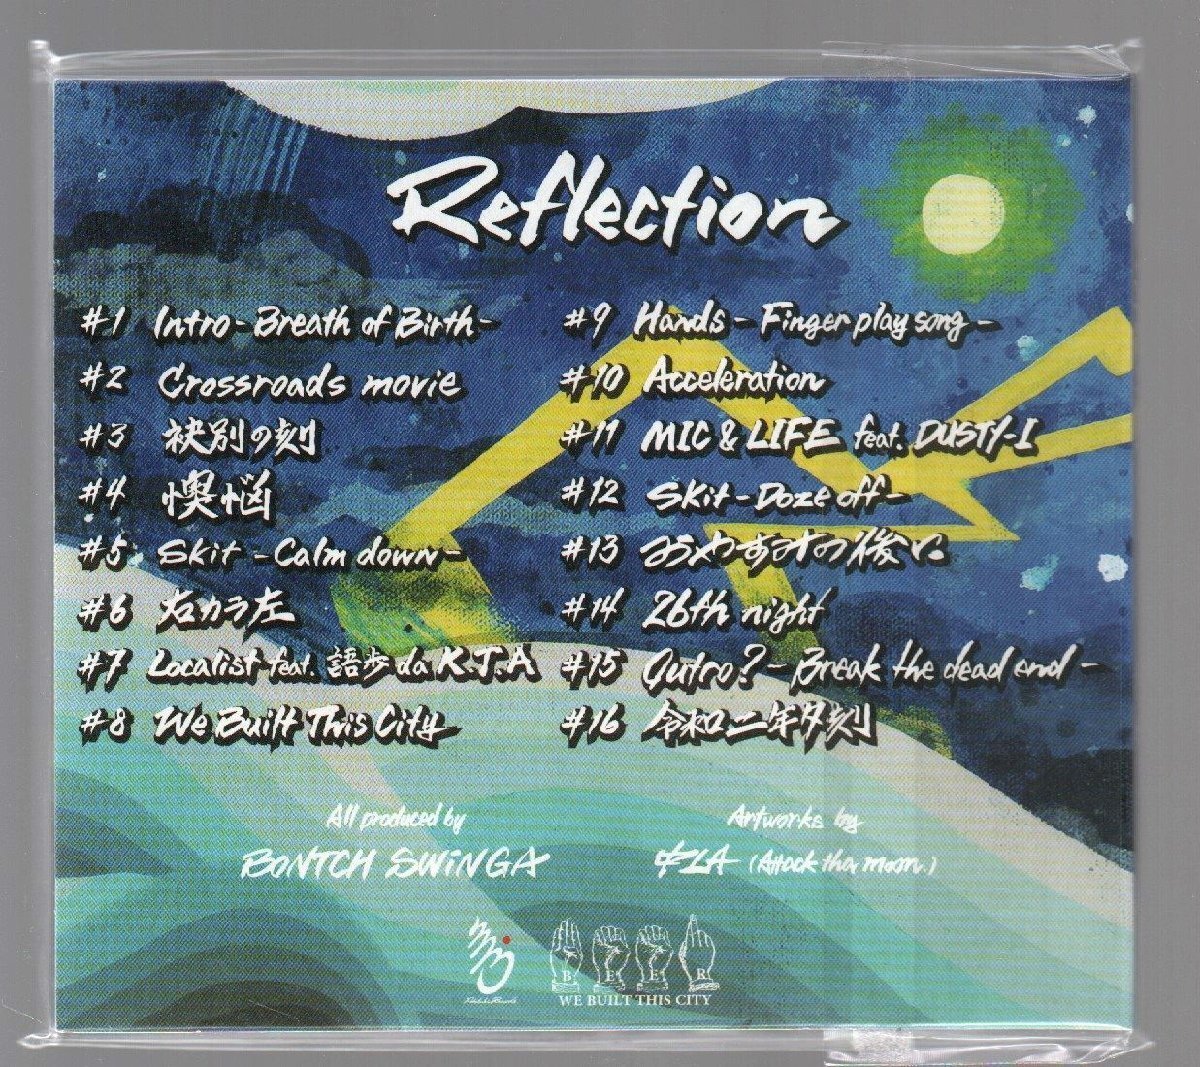 Reflection
#1 Intro - Breath of Birth -
#2 Crossroads movie
#3 袂別の刻
#4 懊悩
#5 Skit - Calm down -
#6 右カラ左
#7 Localist feat. 語歩 da K.T.A
#8 We Built This City
#9 Hands - Finger play song -
#10 Acceleration
#11 MIC & LIFE feat. DUSTY-I
#12 Skit - Doze off -
#13 おやすみの後に
#14 26th night
#15 Outro? - Break the dead end -
#16 令和二年夕刻
All produced by
BONTCH SWiNGA
Artworks by
(Attack tha moon)
B E E R
WE BUILT THIS CITY